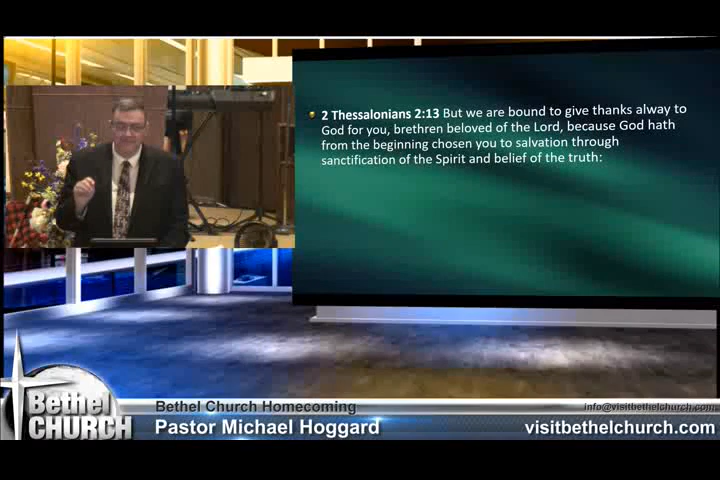 2 Thessalonians 2:13 But we are bound to give thanks alway to
God for you, brethren beloved of the Lord, because God hath
from the beginning chosen you to salvation through
sanctification of the Spirit and belief of the truth:
Bethel
CHURCH
Bethel Church Homecoming
info@visitbethelchurch.com
Pastor Michael Hoggard
visitbethelchurch.com